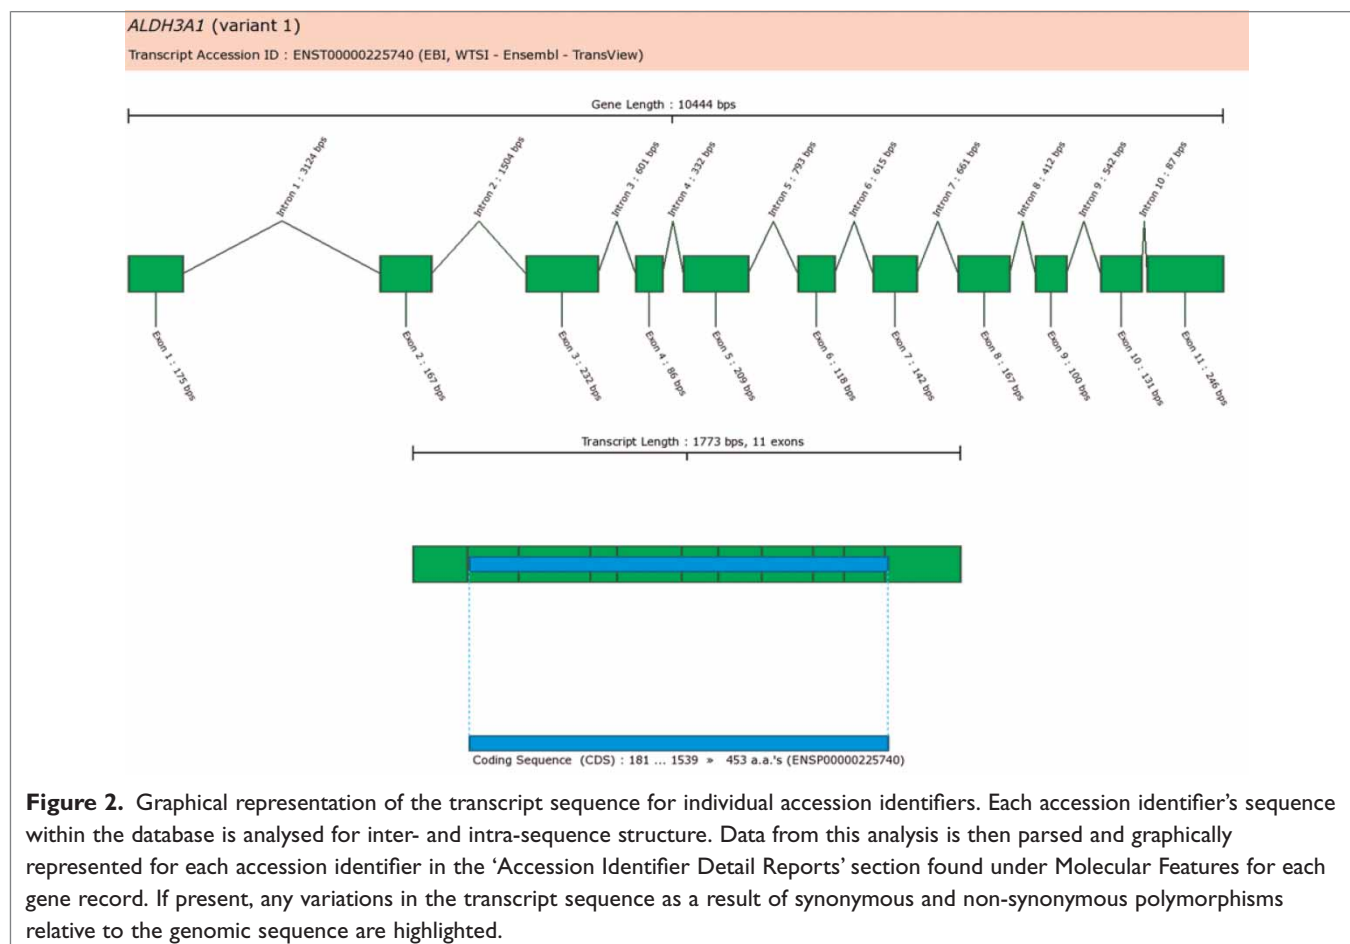 ALDH3A1 (variant 1)
Transcript Accession ID : ENST00000225740 (EBI, WTSI - Ensembl - TransView)
Gene Length : 10444 bps
Intron 1 : 3124 bps
Intron 2 : 1504 bps
Intron 3 : 601 bps
Intron 4 : 332 bps
Intron 5 : 793 bps
Intron 6 : 615 bps
Intron 7 : 661 bps
Intron 8 : 412 bps
Intron 9 : 542 bps
Intron 10 : 87 bps
Exon 1 : 175 bps
Exon 2 : 167 bps
Exon 3 : 232 bps
Exon 4 : 86 bps
Exon 5 : 209 bps
Exon 6 : 118 bps
Exon 7 : 142 bps
Exon 8 : 167 bps
Exon 9 : 100 bps
Exon 10 : 131 bps
Exon 11 : 246 bps
Transcript Length : 1773 bps, 11 exons
Coding Sequence (CDS) : 181 ... 1539 » 453 a.a.'s (ENSP00000225740)
Figure 2. Graphical representation of the transcript sequence for individual accession identifiers. Each accession identifier's sequence
within the database is analysed for inter- and intra-sequence structure. Data from this analysis is then parsed and graphically
represented for each accession identifier in the 'Accession Identifier Detail Reports' section found under Molecular Features for each
gene record. If present, any variations in the transcript sequence as a result of synonymous and non-synonymous polymorphisms
relative to the genomic sequence are highlighted.